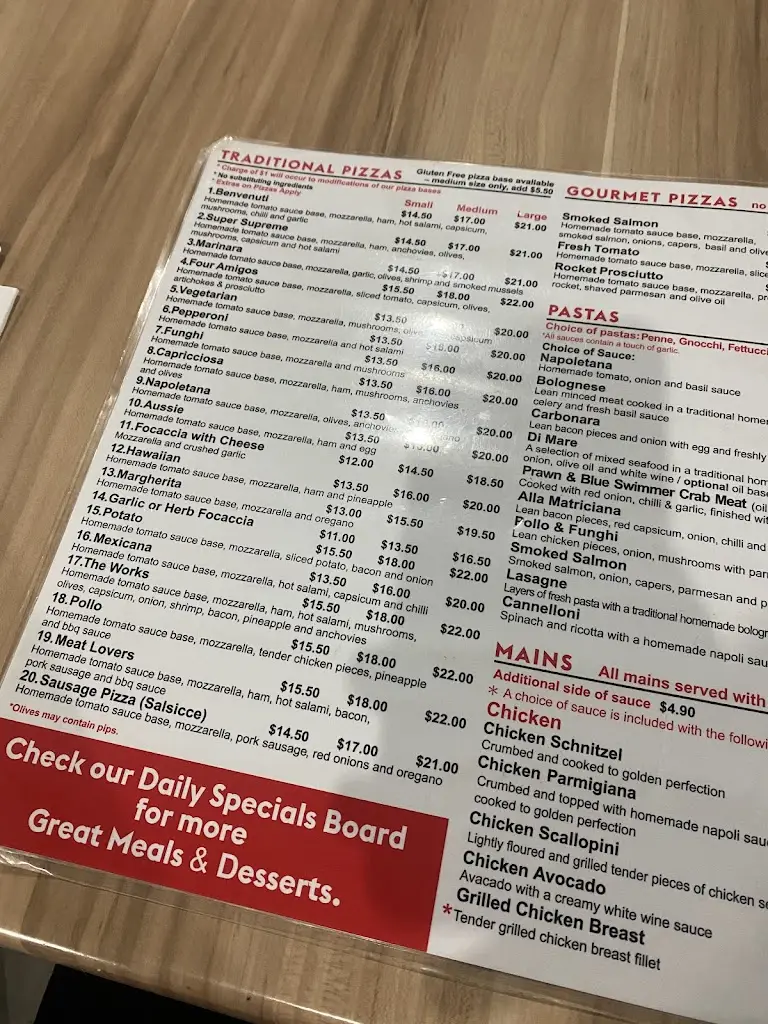 TRADITIONAL PIZZAS
Gluten Free pizza base available
– medium size only, add $5.50
* Charge of $1 will occur to modifications of our pizza bases
* No substituting ingredients
* Extras on Pizzas Apply
Small Medium Large
1.Benvenuti $14.50 $17.00 $21.00
Homemade tomato sauce base, mozzarella, ham, hot salami, capsicum,
mushrooms, chilli and garlic
2.Super Supreme $14.50 $17.00 $21.00
Homemade tomato sauce base, mozzarella, ham, anchovies, olives,
mushrooms, capsicum and hot salami
3.Marinara $14.50 $17.00 $21.00
Homemade tomato sauce base, mozzarella, garlic, olives, shrimp and smoked mussels
4.Four Amigos $15.50 $18.00 $22.00
Homemade tomato sauce base, mozzarella, sliced tomato, capsicum, olives,
artichokes & prosciutto
5.Vegetarian $13.50 $20.00
Homemade tomato sauce base, mozzarella, mushrooms, capsicum
6.Pepperoni $13.50 $16.00 $20.00
Homemade tomato sauce base, mozzarella and hot salami
7.Funghi $13.50 $16.00 $20.00
Homemade tomato sauce base, mozzarella and mushrooms
8.Capricciosa $13.50 $16.00 $20.00
Homemade tomato sauce base, mozzarella, ham, mushrooms, anchovies
and olives
9.Napoletana $13.50 $20.00
Homemade tomato sauce base, mozzarella, olives, anchovies
10.Aussie $13.50 $20.00
Homemade tomato sauce base, mozzarella, ham and egg
11.Focaccia with Cheese $12.00 $14.50 $18.50
Mozzarella and crushed garlic
12.Hawaiian $13.50 $16.00 $20.00
Homemade tomato sauce base, mozzarella, ham and pineapple
13.Margherita $13.00 $15.50 $19.50
Homemade tomato sauce base, mozzarella and oregano
14.Garlic or Herb Focaccia $11.00 $13.50 $16.50
15.Potato $15.50 $18.00 $22.00
Homemade tomato sauce base, mozzarella, sliced potato, bacon and onion
16.Mexicana $13.50 $16.00 $20.00
Homemade tomato sauce base, mozzarella, hot salami, capsicum and chilli
17.The Works $15.50 $18.00 $22.00
Homemade tomato sauce base, mozzarella, ham, hot salami, mushrooms,
olives, capsicum, onion, shrimp, bacon, pineapple and anchovies
18.Pollo $15.50 $18.00 $22.00
Homemade tomato sauce base, mozzarella, tender chicken pieces, pineapple
and bbq sauce
19.Meat Lovers $15.50 $18.00 $22.00
Homemade tomato sauce base, mozzarella, ham, hot salami, bacon,
pork sausage and bbq sauce
20.Sausage Pizza (Salsicce) $14.50 $17.00 $21.00
Homemade tomato sauce base, mozzarella, pork sausage, red onions and oregano
*Olives may contain pips.
Check our Daily Specials Board
for more
Great Meals & Desserts.
GOURMET PIZZAS no
Smoked Salmon
Homemade tomato sauce base, mozzarella,
smoked salmon, onions, capers, basil and olive
Fresh Tomato
Homemade tomato sauce base, mozzarella, slice
Rocket Prosciutto
Homemade tomato sauce base, mozzarella, pr
rocket, shaved parmesan and olive oil
PASTAS
Choice of pastas: Penne, Gnocchi, Fettucci
*All sauces contain a touch of garlic.
Choice of Sauce:
Napoletana
Homemade tomato, onion and basil sauce
Bolognese
Lean minced meat cooked in a traditional home
celery and fresh basil sauce
Carbonara
Lean bacon pieces and onion with egg and freshly
Di Mare
A selection of mixed seafood in a traditional hom
onion, olive oil and white wine / optional oil base
Prawn & Blue Swimmer Crab Meat (oil
Cooked with red onion, chilli & garlic, finished wit
Alla Matriciana
Lean bacon pieces, red capsicum, onion, chilli and
Pollo & Funghi
Lean chicken pieces, onion, mushrooms with par
Smoked Salmon
Smoked salmon, onion, capers, parmesan and p
Lasagne
Layers of fresh pasta with a traditional homemade bologn
Cannelloni
Spinach and ricotta with a homemade napoli sau
MAINS All mains served with
Additional side of sauce $4.90
* A choice of sauce is included with the followi
Chicken
Chicken Schnitzel
Crumbed and cooked to golden perfection
Chicken Parmigiana
Crumbed and topped with homemade napoli sau
cooked to golden perfection
Chicken Scallopini
Lightly floured and grilled tender pieces of chicken se
Chicken Avocado
Avacado with a creamy white wine sauce
Grilled Chicken Breast
*Tender grilled chicken breast fillet